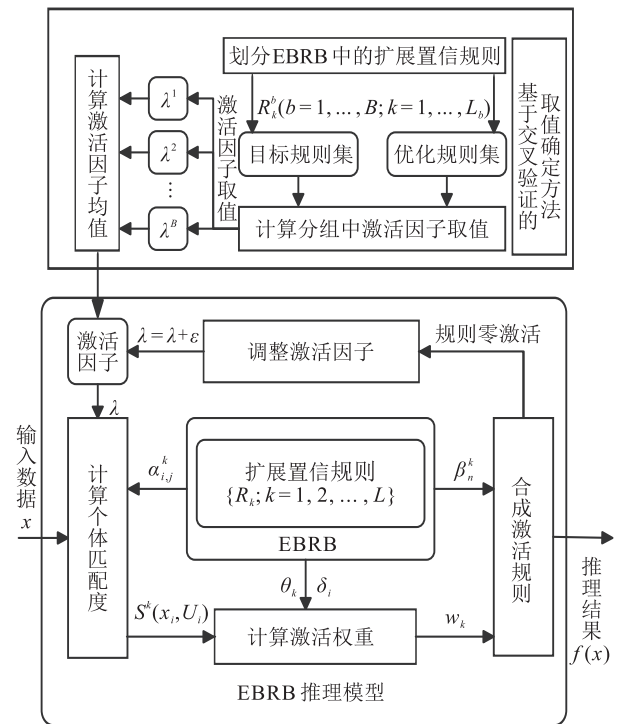 划分EBRB中的扩展置信规则
R_k^b(b=1,...,B;k=1,...,L_b)
目标规则集
优化规则集
计算分组中激活因子取值
基于交叉验证的
取值确定方法
激活因子取值
λ^1
λ^2
⋮
λ^B
计算激活因子均值
激活因子
λ=λ+ε
调整激活因子
规则零激活
λ
输入数据
x
计算个体匹配度
α_{i,j}^k
扩展置信规则
{R_k;k=1,2,...,L}
EBRB
β_n^k
合成激活规则
θ_k δ_i
S^k(x_i,U_i)
计算激活权重
w_k
推理结果
f(x)
EBRB推理模型